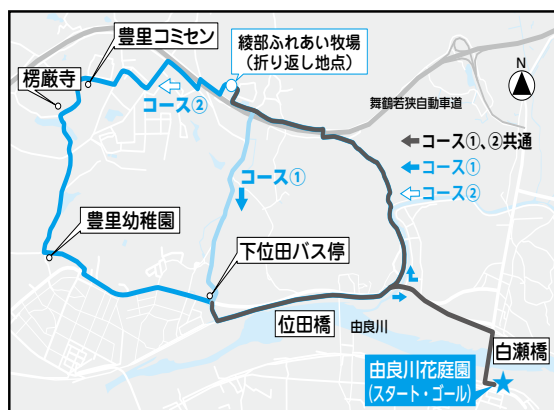 豊里コミセン
綾部ふれあい牧場
(折り返し地点)
楞厳寺
N
コース②
舞鶴若狭自動車道
コース①、②共通
コース①
コース②
コース①
豊里幼稚園
下位田バス停
位田橋
由良川
白瀬橋
由良川花庭園
(スタート・ゴール)